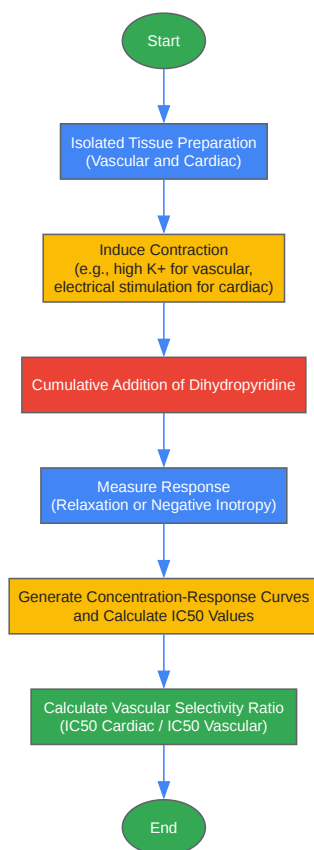 Start
Isolated Tissue Preparation
(Vascular and Cardiac)
Induce Contraction
(e.g., high K+ for vascular,
electrical stimulation for cardiac)
Cumulative Addition of Dihydropyridine
Measure Response
(Relaxation or Negative Inotropy)
Generate Concentration-Response Curves
and Calculate IC50 Values
Calculate Vascular Selectivity Ratio
(IC50 Cardiac / IC50 Vascular)
End